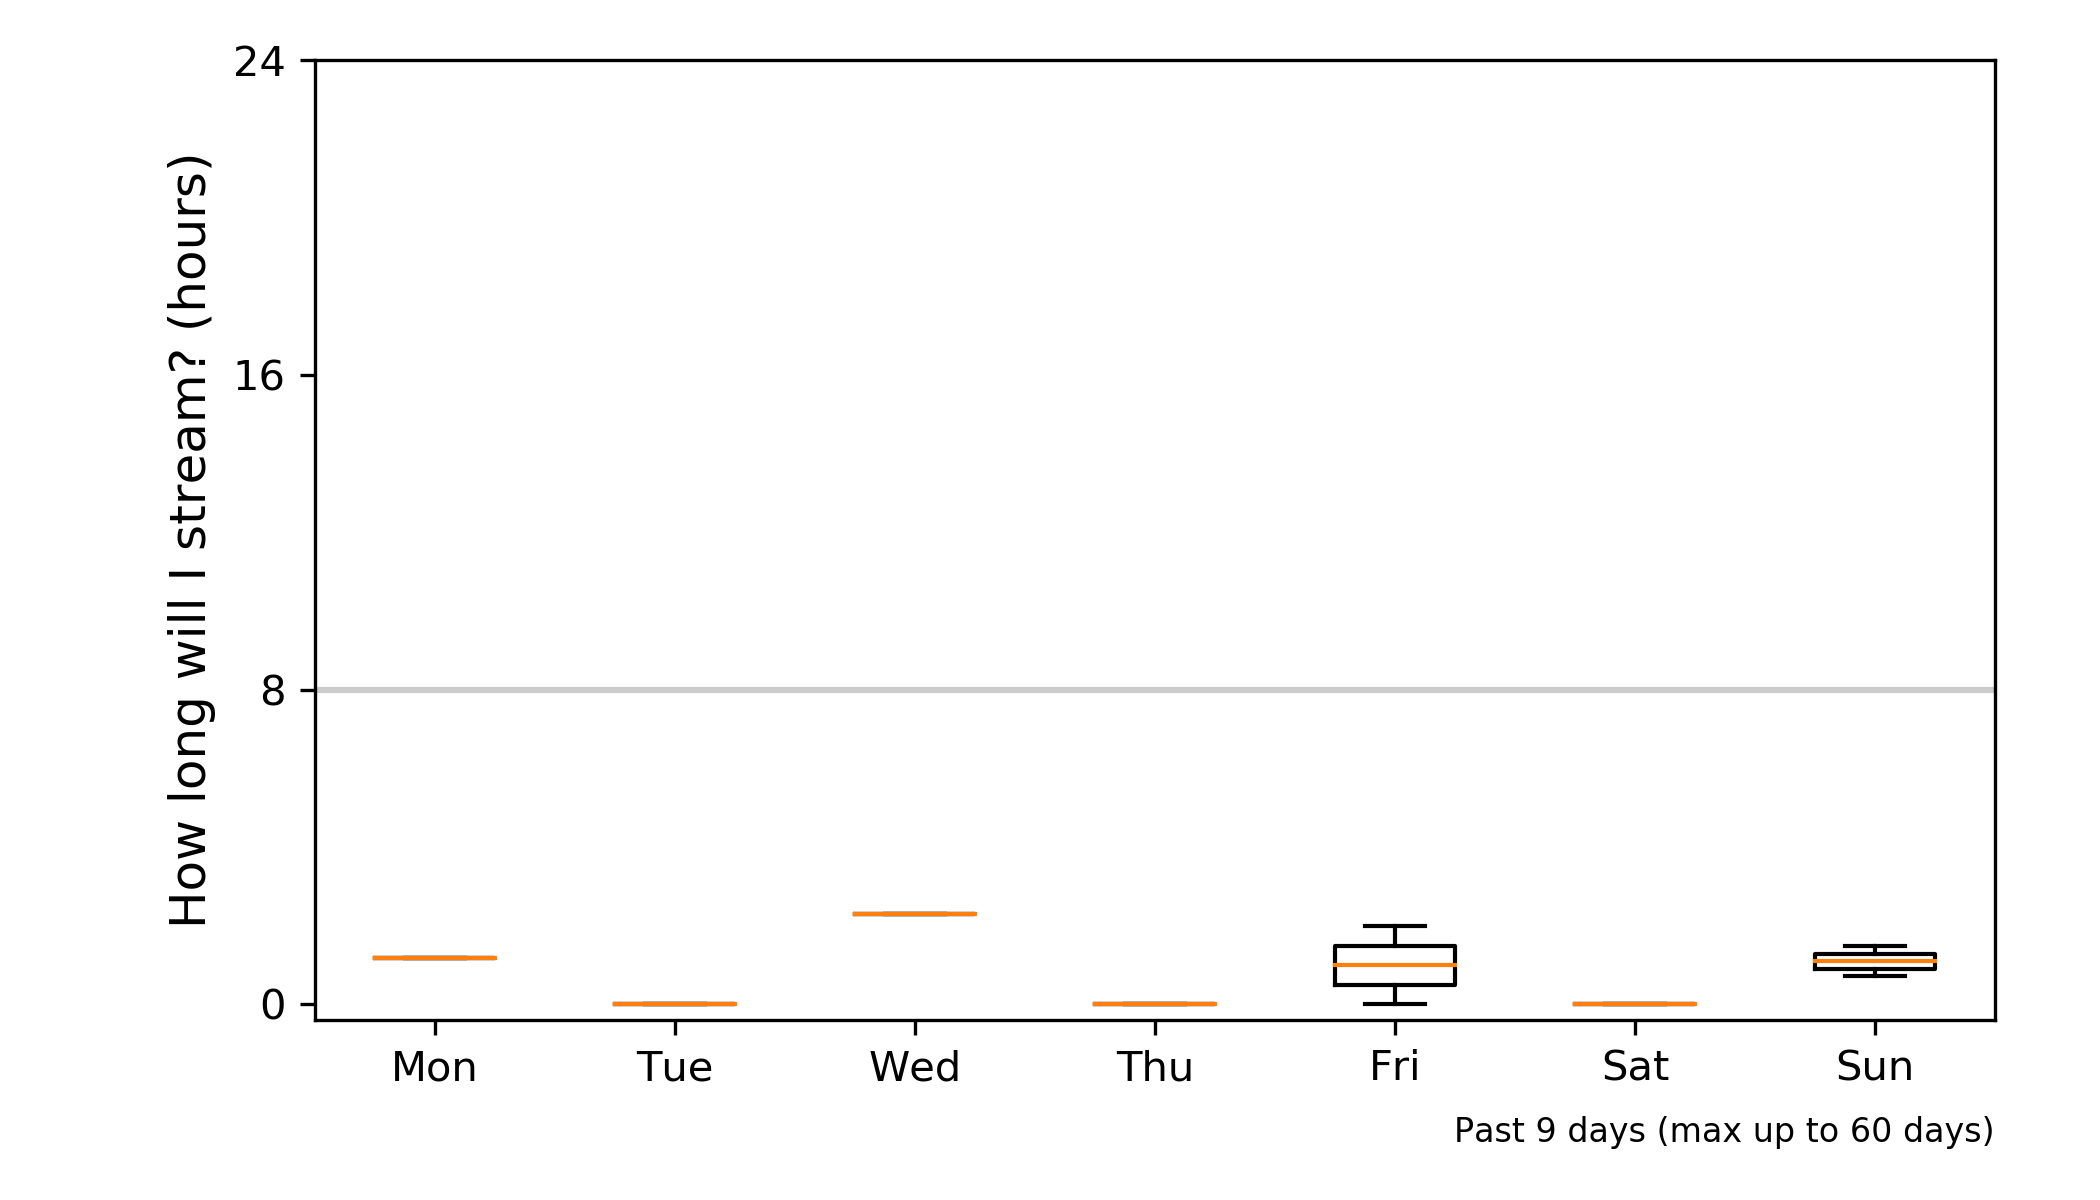 How long will I stream? (hours)
24
16
8
0
Mon Tue Wed Thu Fri Sat Sun
Past 9 days (max up to 60 days)